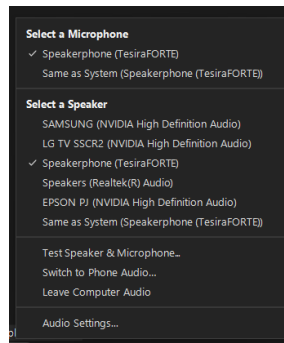 Select a Microphone
✓ Speakerphone (TesiraFORTE)
Same as System (Speakerphone (TesiraFORTE))
Select a Speaker
SAMSUNG (NVIDIA High Definition Audio)
LG TV SSCR2 (NVIDIA High Definition Audio)
✓ Speakerphone (TesiraFORTE)
Speakers (Realtek(R) Audio)
EPSON PJ (NVIDIA High Definition Audio)
Same as System (Speakerphone (TesiraFORTE))
Test Speaker & Microphone...
Switch to Phone Audio...
Leave Computer Audio
Audio Settings...